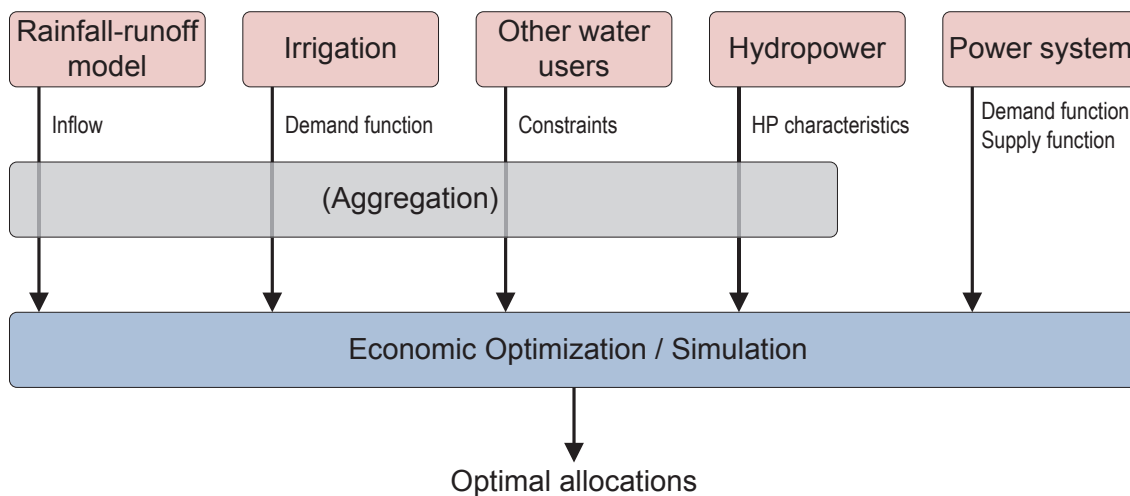 Rainfall-runoff
model
Irrigation
Other water
users
Hydropower
Power system
Inflow
Demand function
Constraints
HP characteristics
Demand function
Supply function
(Aggregation)
Economic Optimization / Simulation
Optimal allocations